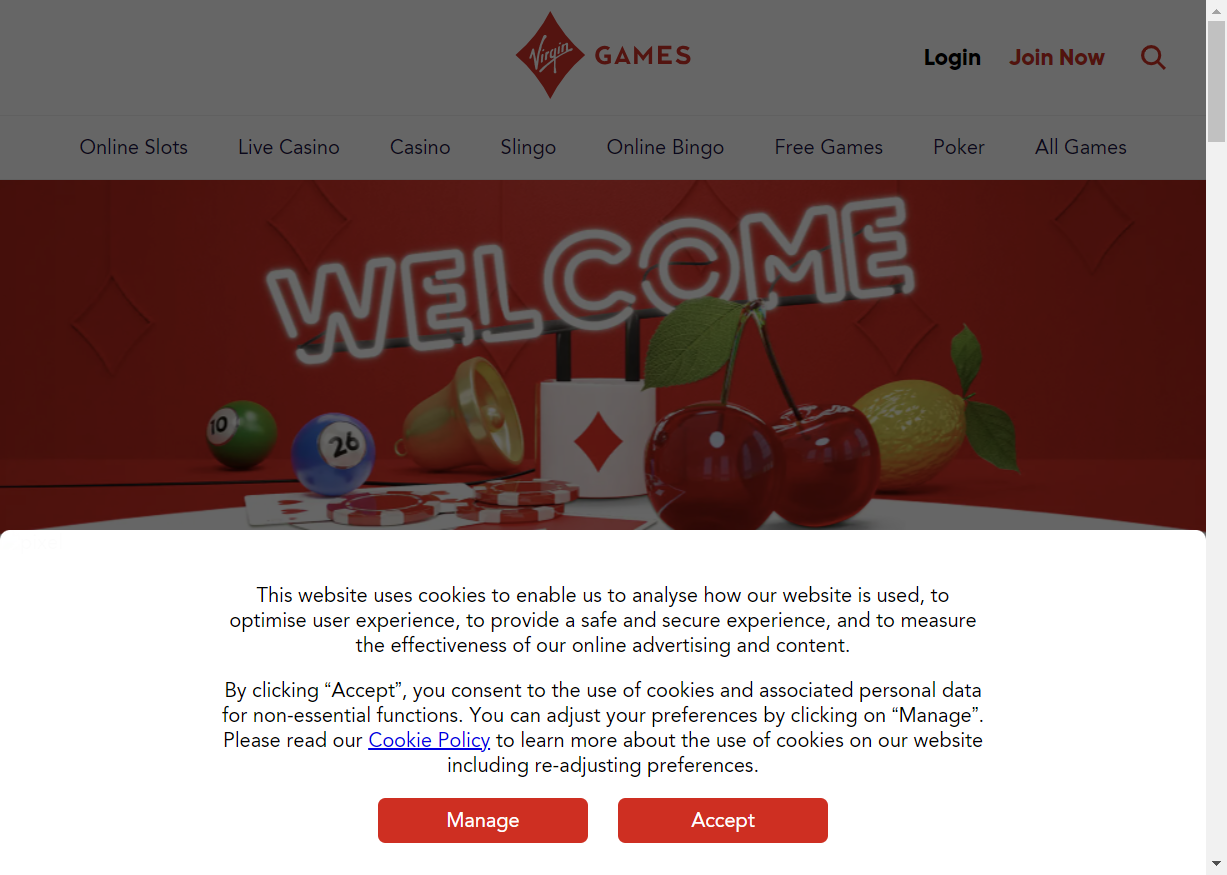 Virgin GAMES
Login Join Now
Online Slots Live Casino Casino Slingo Online Bingo Free Games Poker All Games
WELCOME
10
26
This website uses cookies to enable us to analyse how our website is used, to
optimise user experience, to provide a safe and secure experience, and to measure
the effectiveness of our online advertising and content.
By clicking “Accept”, you consent to the use of cookies and associated personal data
for non-essential functions. You can adjust your preferences by clicking on “Manage”.
Please read our Cookie Policy to learn more about the use of cookies on our website
including re-adjusting preferences.
Manage Accept